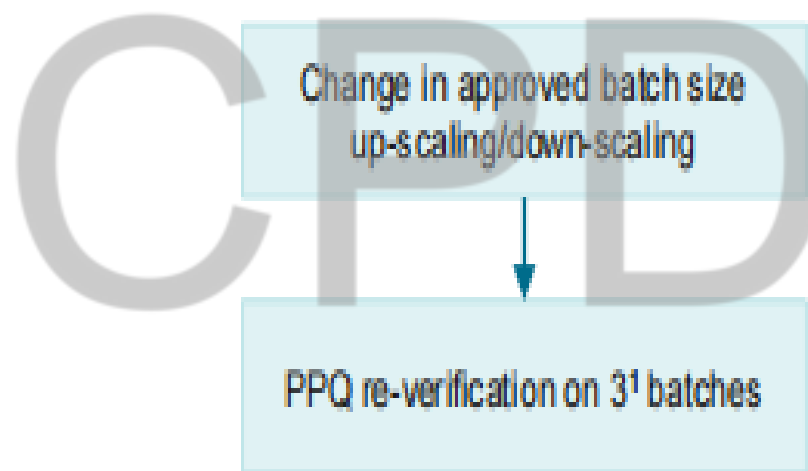 CPD
Change in approved batch size
up-scaling/down-scaling
PPQ re-verification on 3¹ batches